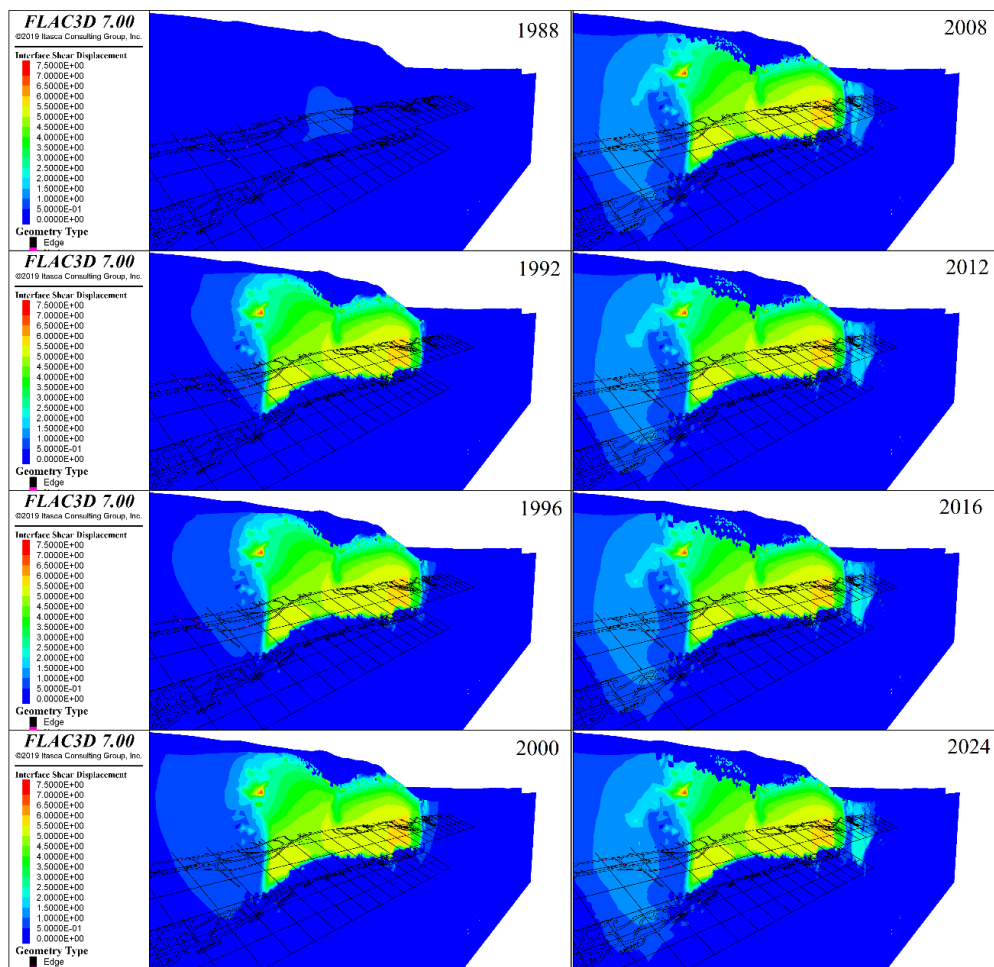 FLAC3D 7.00
©2019 Itasca Consulting Group, Inc.
Interface Shear Displacement
7.5000E+00
7.0000E+00
6.5000E+00
6.0000E+00
5.5000E+00
5.0000E+00
4.5000E+00
4.0000E+00
3.5000E+00
3.0000E+00
2.5000E+00
2.0000E+00
1.5000E+00
1.0000E+00
5.0000E-01
0.0000E+00
Geometry Type
Edge
1988
2008
FLAC3D 7.00
©2019 Itasca Consulting Group, Inc.
Interface Shear Displacement
7.5000E+00
7.0000E+00
6.5000E+00
6.0000E+00
5.5000E+00
5.0000E+00
4.5000E+00
4.0000E+00
3.5000E+00
3.0000E+00
2.5000E+00
2.0000E+00
1.5000E+00
1.0000E+00
5.0000E-01
0.0000E+00
Geometry Type
Edge
1992
2012
FLAC3D 7.00
©2019 Itasca Consulting Group, Inc.
Interface Shear Displacement
7.5000E+00
7.0000E+00
6.5000E+00
6.0000E+00
5.5000E+00
5.0000E+00
4.5000E+00
4.0000E+00
3.5000E+00
3.0000E+00
2.5000E+00
2.0000E+00
1.5000E+00
1.0000E+00
5.0000E-01
0.0000E+00
Geometry Type
Edge
1996
2016
FLAC3D 7.00
©2019 Itasca Consulting Group, Inc.
Interface Shear Displacement
7.5000E+00
7.0000E+00
6.5000E+00
6.0000E+00
5.5000E+00
5.0000E+00
4.5000E+00
4.0000E+00
3.5000E+00
3.0000E+00
2.5000E+00
2.0000E+00
1.5000E+00
1.0000E+00
5.0000E-01
0.0000E+00
Geometry Type
Edge
2000
2024